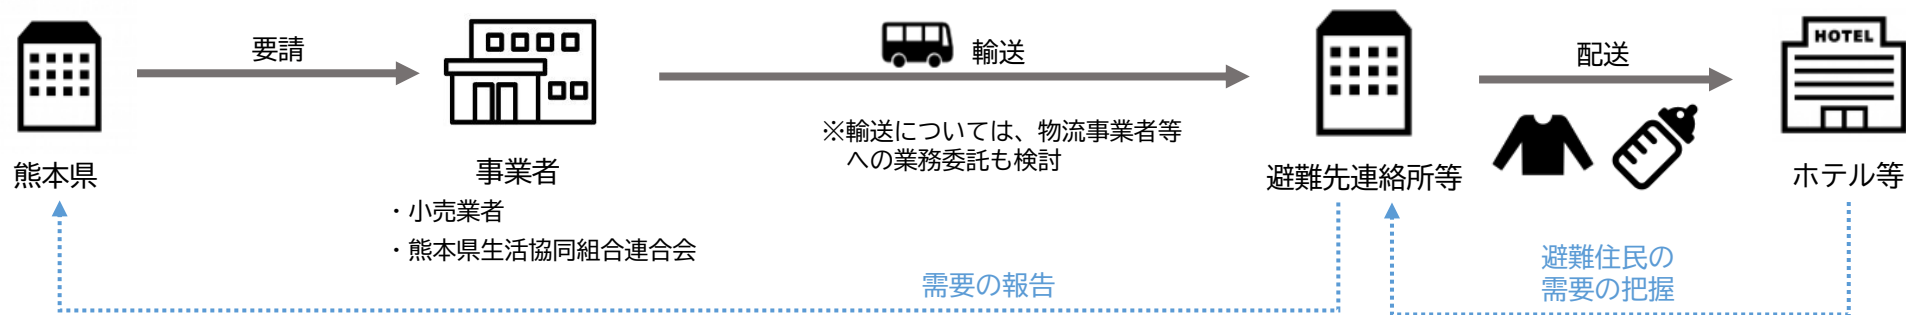 要請
輸送
配送
HOTEL
※輸送については、物流事業者等
への業務委託も検討
熊本県
事業者
避難先連絡所等
ホテル等
・小売業者
・熊本県生活協同組合連合会
需要の報告
避難住民の
需要の把握